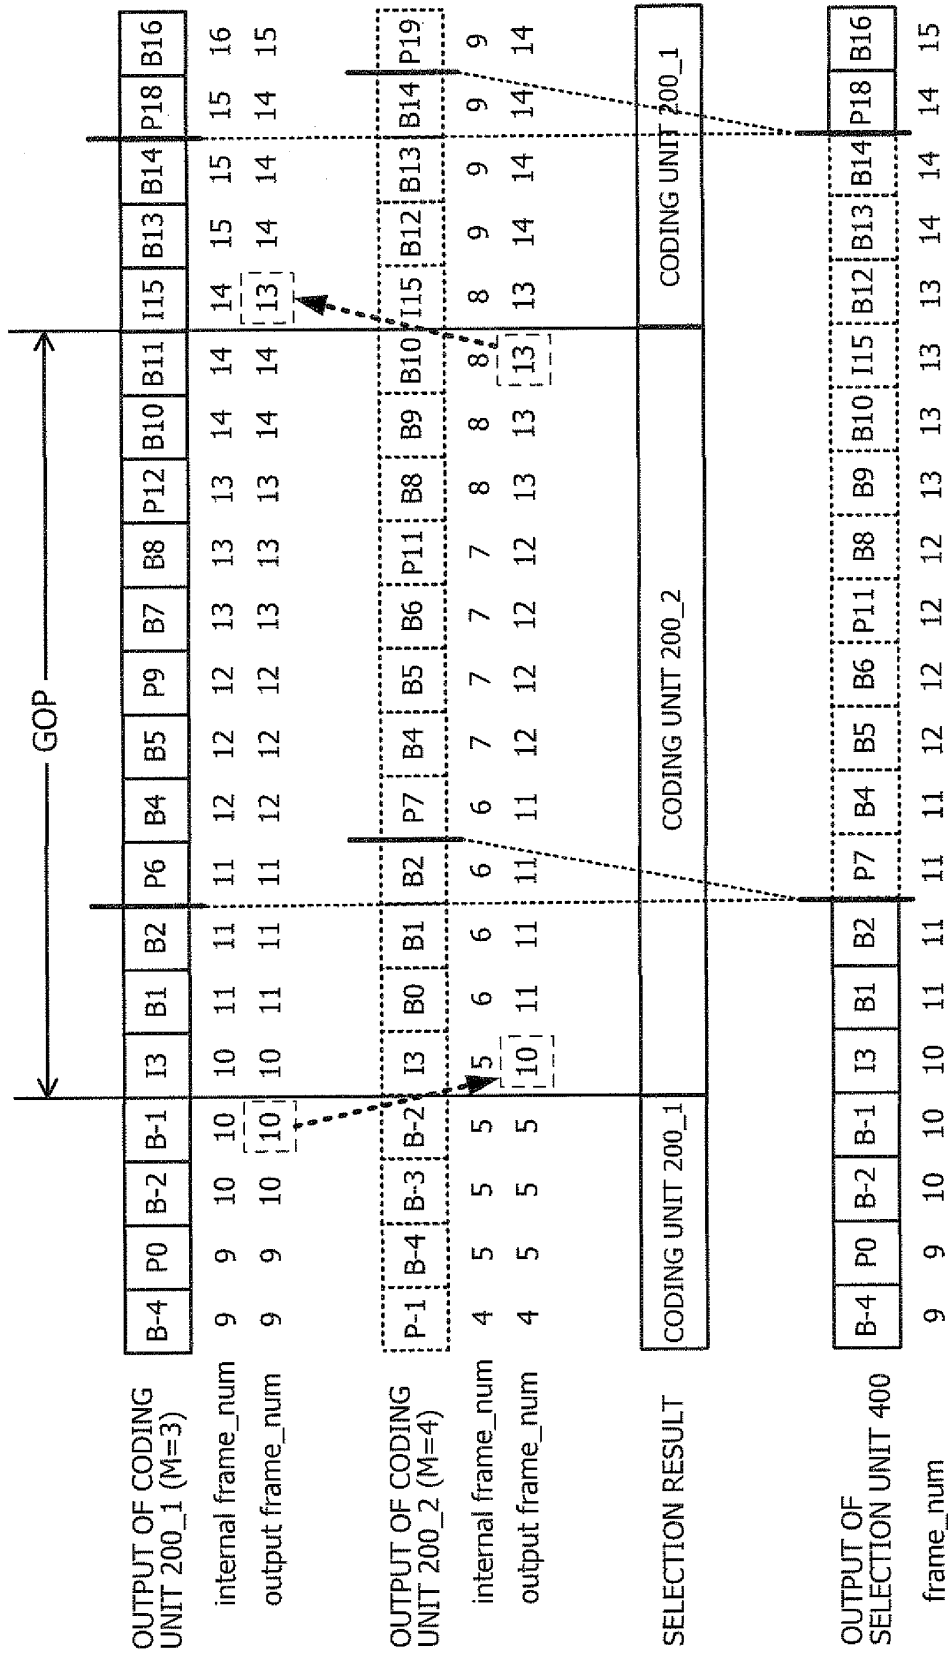 GOP
OUTPUT OF CODING
UNIT 200_1 (M=3)
B-4 P0 B-2 B-1 I3 B1 B2 P6 B4 B5 P9 B7 B8 P12 B10 B11 I15 B13 B14 P18 B16
internal frame_num 9 9 10 10 10 11 11 11 12 12 12 13 13 13 14 14 14 15 15 15 16
output frame_num 9 9 10 10 10 11 11 11 12 12 12 13 13 13 14 14 13 14 14 14 15
OUTPUT OF CODING
UNIT 200_2 (M=4)
P-1 B-4 B-3 B-2 I3 B0 B1 B2 P7 B4 B5 B6 P11 B8 B9 B10 I15 B12 B13 B14 P19
internal frame_num 4 5 5 5 5 6 6 6 6 7 7 7 7 8 8 8 8 9 9 9 9
output frame_num 4 5 5 5 10 11 11 11 11 12 12 12 12 13 13 13 13 14 14 14 14
SELECTION RESULT CODING UNIT 200_1 CODING UNIT 200_2 CODING UNIT 200_1
OUTPUT OF
SELECTION UNIT 400
B-4 P0 B-2 B-1 I3 B1 B2 P7 B4 B5 B6 P11 B8 B9 B10 I15 B12 B13 B14 P18 B16
frame_num 9 9 10 10 10 11 11 11 11 12 12 12 12 13 13 13 13 14 14 14 15